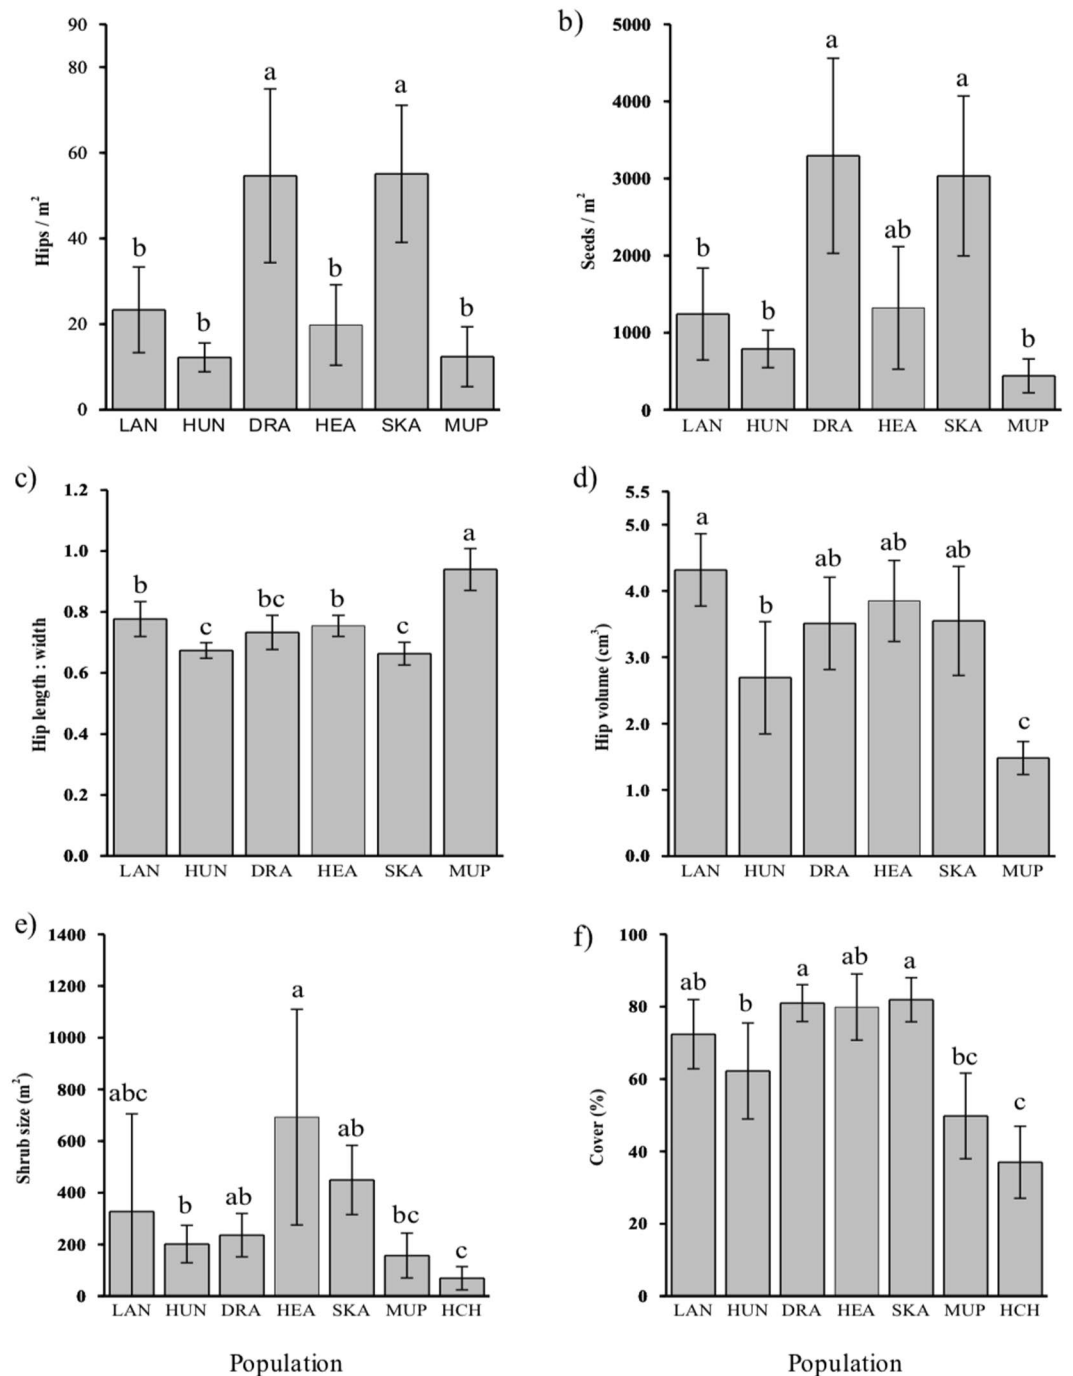 90
80
60
40
20
0
Hips / m²
a
a
b
b
b
b
LAN HUN DRA HEA SKA MUP
b)
5000
4000
3000
2000
1000
0
Seeds / m²
a
a
ab
b
b
b
LAN HUN DRA HEA SKA MUP
c)
1.2
1.0
0.8
0.6
0.4
0.2
0.0
Hip length : width
b
c
bc
b
c
a
LAN HUN DRA HEA SKA MUP
d)
5.5
5.0
4.0
3.0
2.0
1.0
0.0
Hip volume (cm³)
a
b
ab
ab
ab
c
LAN HUN DRA HEA SKA MUP
e)
1400
1200
1000
800
600
400
200
0
Shrub size (m²)
abc
b
ab
a
ab
bc
c
LAN HUN DRA HEA SKA MUP HCH
Population
f)
100
80
60
40
20
0
Cover (%)
ab
b
a
ab
a
bc
c
LAN HUN DRA HEA SKA MUP HCH
Population